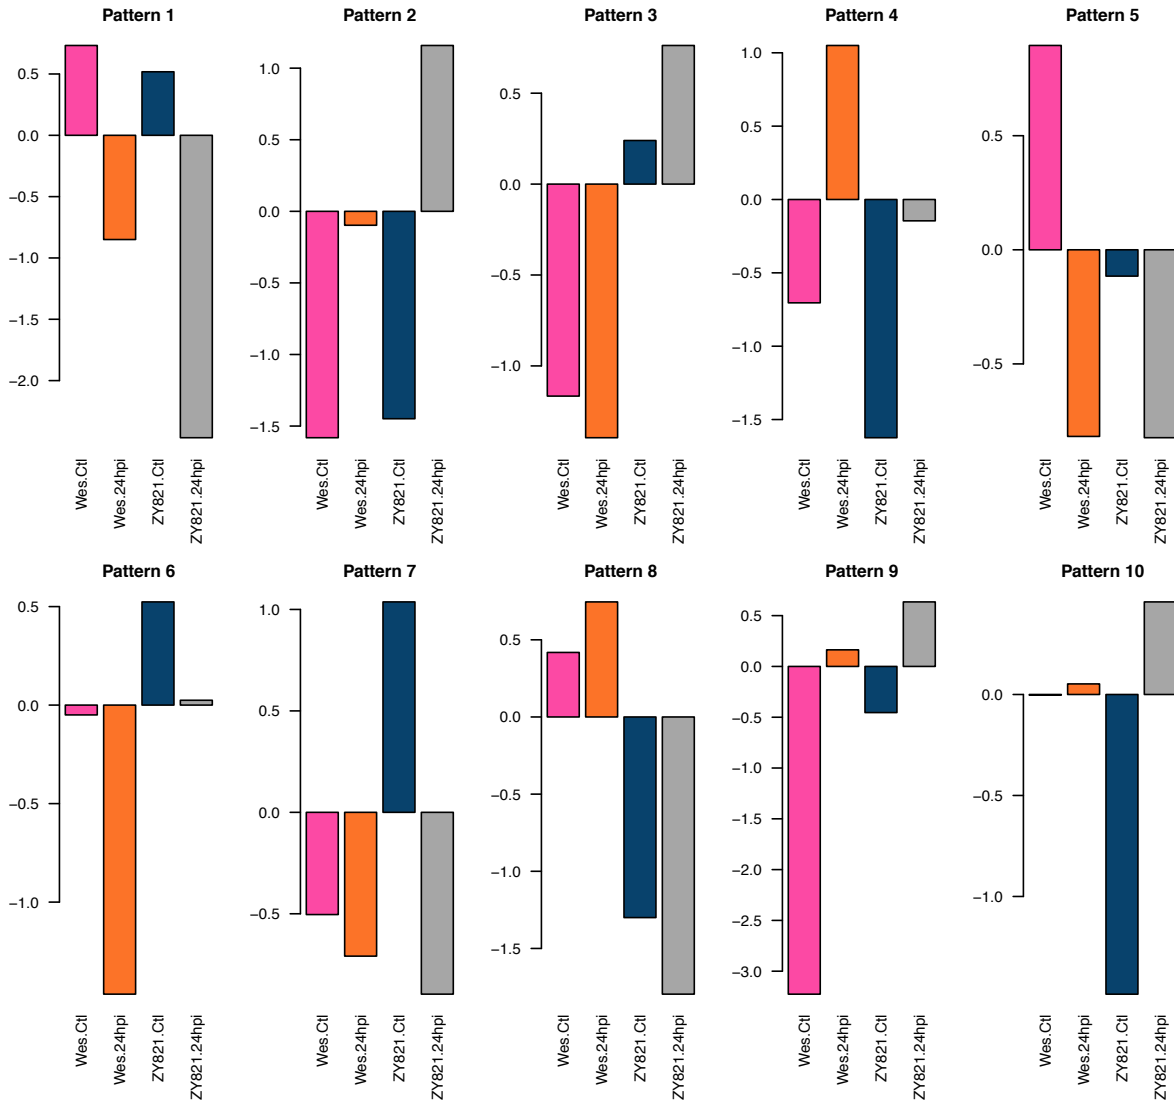 Pattern 1
0.5
0.0
−0.5
−1.0
−1.5
−2.0
Wes.Ctl
Wes.24hpi
ZY821.Ctl
ZY821.24hpi
Pattern 2
1.0
0.5
0.0
−0.5
−1.0
−1.5
Wes.Ctl
Wes.24hpi
ZY821.Ctl
ZY821.24hpi
Pattern 3
0.5
0.0
−0.5
−1.0
Wes.Ctl
Wes.24hpi
ZY821.Ctl
ZY821.24hpi
Pattern 4
1.0
0.5
0.0
−0.5
−1.0
−1.5
Wes.Ctl
Wes.24hpi
ZY821.Ctl
ZY821.24hpi
Pattern 5
0.5
0.0
−0.5
Wes.Ctl
Wes.24hpi
ZY821.Ctl
ZY821.24hpi
Pattern 6
0.5
0.0
−0.5
−1.0
Wes.Ctl
Wes.24hpi
ZY821.Ctl
ZY821.24hpi
Pattern 7
1.0
0.5
0.0
−0.5
Wes.Ctl
Wes.24hpi
ZY821.Ctl
ZY821.24hpi
Pattern 8
0.5
0.0
−0.5
−1.0
−1.5
Wes.Ctl
Wes.24hpi
ZY821.Ctl
ZY821.24hpi
Pattern 9
0.5
0.0
−0.5
−1.0
−1.5
−2.0
−2.5
−3.0
Wes.Ctl
Wes.24hpi
ZY821.Ctl
ZY821.24hpi
Pattern 10
0.0
−0.5
−1.0
Wes.Ctl
Wes.24hpi
ZY821.Ctl
ZY821.24hpi